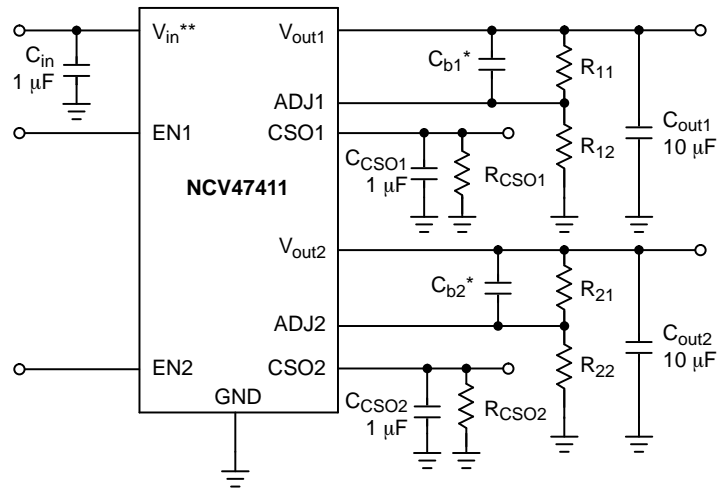 Vin**
Cin
1 μF
EN1
NCV47411
EN2
GND
Vout1
ADJ1
CSO1
Vout2
ADJ2
CSO2
Cb1*
R11
R12
Cout1
10 μF
CCSO1
1 μF
RCSO1
Cb2*
R21
R22
Cout2
10 μF
CCSO2
1 μF
RCSO2